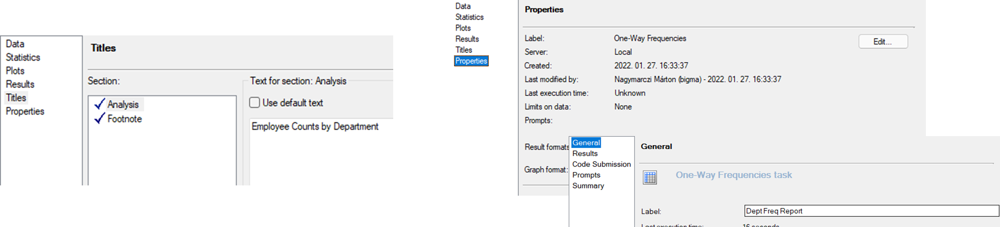 Data
Statistics
Plots
Results
Titles
Properties
Titles
Section:
Analysis
Footnote
Text for section: Analysis
Use default text
Employee Counts by Department
Data
Statistics
Plots
Results
Titles
Properties
Properties
Label: One-Way Frequencies
Edit...
Server: Local
Created: 2022. 01. 27. 16:33:37
Last modified by: Nagymarczi Márton (bigma) - 2022. 01. 27. 16:33:37
Last execution time: Unknown
Limits on data: None
Prompts:
Result formats
Graph format:
General
Results
Code Submission
Prompts
Summary
General
One-Way Frequencies task
Label: Dept Freq Report
Last execution time: 16 seconds